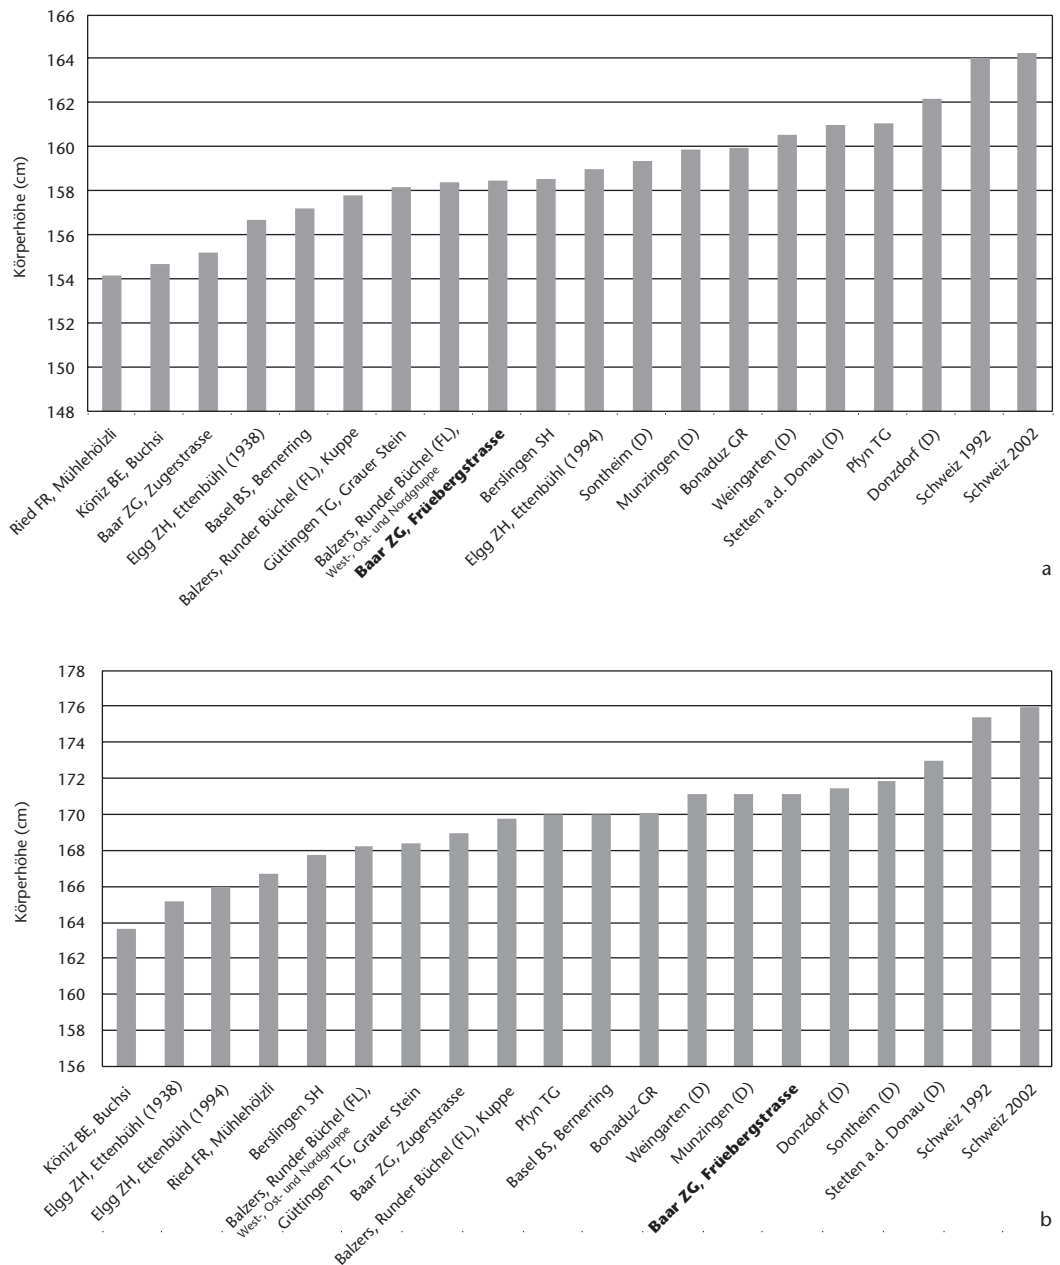 166
164
162
160
158
156
154
152
150
148
Körperhöhe (cm)
Ried FR, Mühlehölzli
Köniz BE, Buchsi
Baar ZG, Zugerstrasse
Elgg ZH, Ettenbühl (1938)
Basel BS, Bernerring
Balzers, Runder Büchel (FL), Kuppe
Güttingen TG, Grauer Stein
Balzers, Runder Büchel (FL),
West-, Ost- und Nordgruppe
Baar ZG, Früebergstrasse
Berslingen SH
Elgg ZH, Ettenbühl (1994)
Sontheim (D)
Munzingen (D)
Bonaduz GR
Weingarten (D)
Stetten a.d. Donau (D)
Pfyn TG
Donzdorf (D)
Schweiz 1992
Schweiz 2002
a
178
176
174
172
170
168
166
164
162
160
158
156
Körperhöhe (cm)
Köniz BE, Buchsi
Elgg ZH, Ettenbühl (1938)
Elgg ZH, Ettenbühl (1994)
Ried FR, Mühlehölzli
Berslingen SH
Balzers, Runder Büchel (FL),
West-, Ost- und Nordgruppe
Güttingen TG, Grauer Stein
Baar ZG, Zugerstrasse
Balzers, Runder Büchel (FL), Kuppe
Pfyn TG
Basel BS, Bernerring
Bonaduz GR
Weingarten (D)
Munzingen (D)
Baar ZG, Früebergstrasse
Donzdorf (D)
Sontheim (D)
Stetten a.d. Donau (D)
Schweiz 1992
Schweiz 2002
b